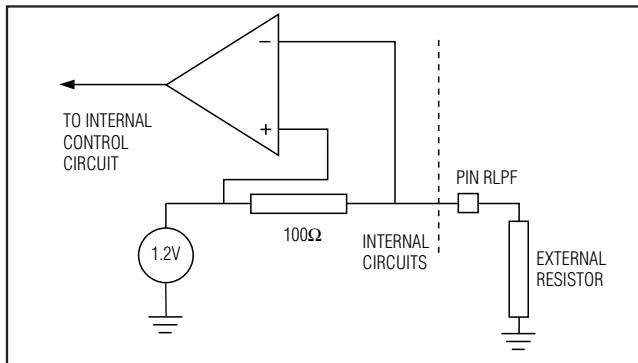 −
+
TO INTERNAL
CONTROL
CIRCUIT
PIN RLPF
100Ω
INTERNAL
CIRCUITS
1.2V
EXTERNAL
RESISTOR